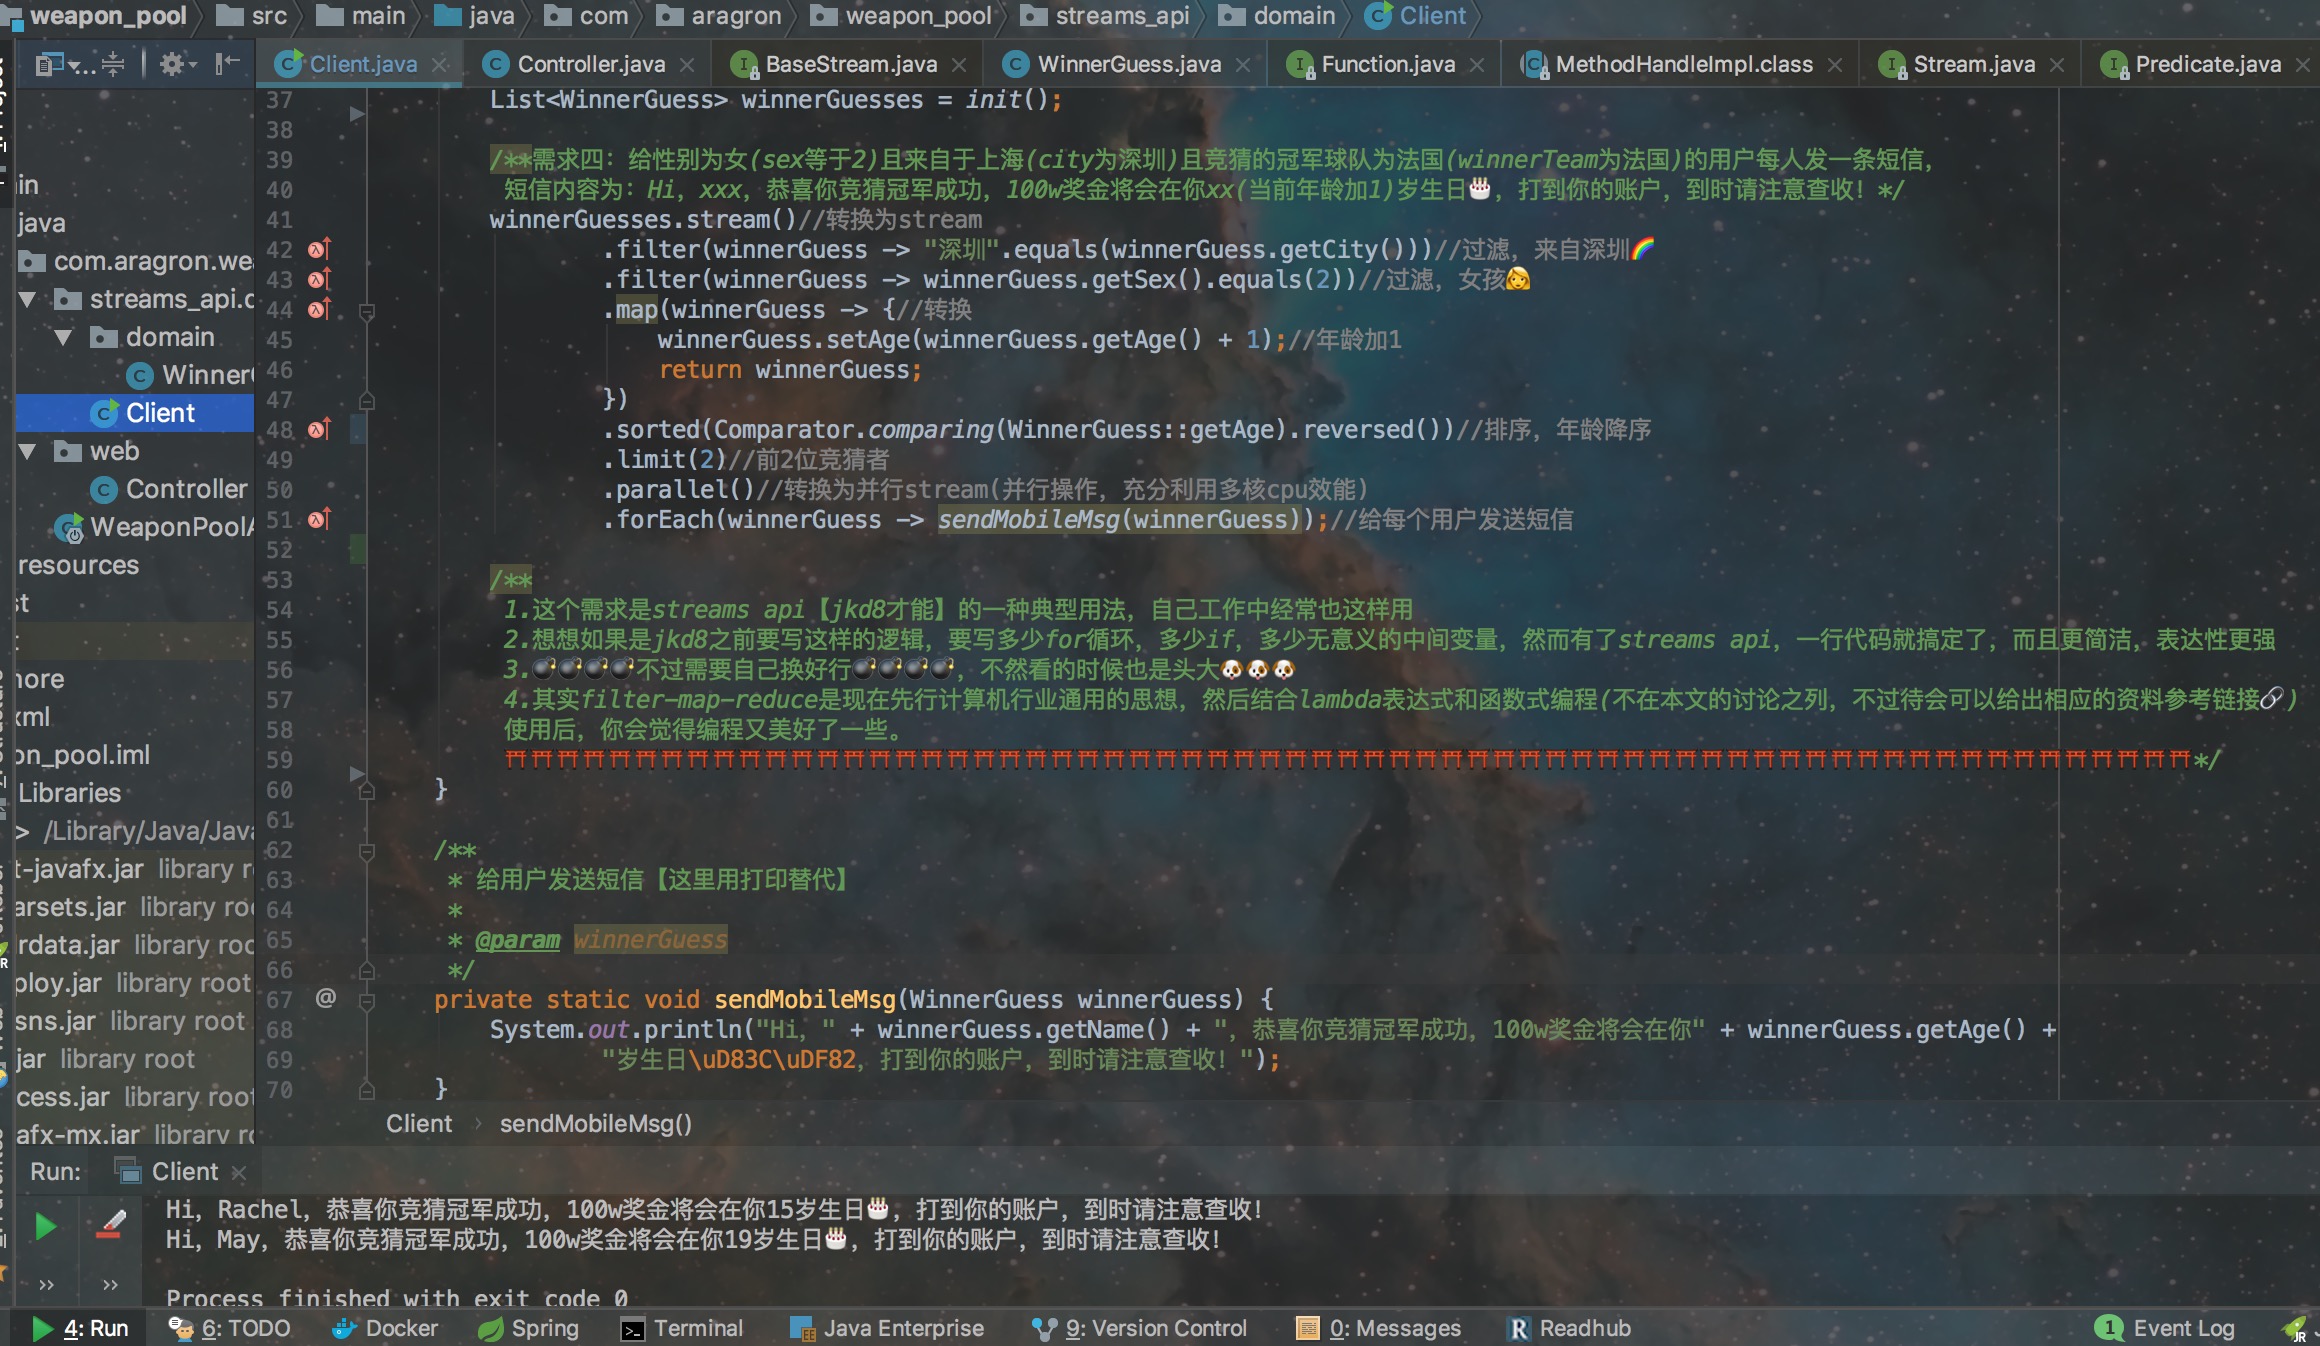 weapon_pool src main java com aragron weapon_pool streams_api domain Client
Client.java Controller.java BaseStream.java WinnerGuess.java Function.java MethodHandleImpl.class Stream.java Predicate.java
java
com.aragron.wea
streams_api.c
domain
Winner
Client
web
Controller
WeaponPoolA
resources
Libraries
/Library/Java/Java
t-javafx.jar library r
arsets.jar library roo
rdata.jar library roo
ploy.jar library root
sns.jar library root
jar library root
cess.jar library root
afx-mx.jar library ro
37 List<WinnerGuess> winnerGuesses = init();
38
39 /**需求四：给性别为女(sex等于2)且来自于上海(city为深圳)且竞猜的冠军球队为法国(winnerTeam为法国)的用户每人发一条短信，
40 短信内容为：Hi，xxx，恭喜你竞猜冠军成功，100w奖金将会在你xx(当前年龄加1)岁生日🎂，打到你的账户，到时请注意查收！*/
41 winnerGuesses.stream()//转换为stream
42 .filter(winnerGuess -> "深圳".equals(winnerGuess.getCity()))//过滤，来自深圳🌈
43 .filter(winnerGuess -> winnerGuess.getSex().equals(2))//过滤，女孩👩
44 .map(winnerGuess -> {//转换
45 winnerGuess.setAge(winnerGuess.getAge() + 1);//年龄加1
46 return winnerGuess;
47 })
48 .sorted(Comparator.comparing(WinnerGuess::getAge).reversed())//排序，年龄降序
49 .limit(2)//前2位竞猜者
50 .parallel()//转换为并行stream(并行操作，充分利用多核cpu效能)
51 .forEach(winnerGuess -> sendMobileMsg(winnerGuess));//给每个用户发送短信
52
53 /**
54 1.这个需求是streams api【jkd8才能】的一种典型用法，自己工作中经常也这样用
55 2.想想如果是jkd8之前要写这样的逻辑，要写多少for循环，多少if，多少无意义的中间变量，然而有了streams api，一行代码就搞定了，而且更简洁，表达性更强
56 3.💣💣💣💣不过需要自己换好行💣💣💣💣，不然看的时候也是头大🐶🐶🐶
57 4.其实filter-map-reduce是现在先行计算机行业通用的思想，然后结合lambda表达式和函数式编程(不在本文的讨论之列，不过待会可以给出相应的资料参考链接🔗)
58 使用后，你会觉得编程又美好了一些。
59 */
60 }
61
62 /**
63 * 给用户发送短信【这里用打印替代】
64 *
65 * @param winnerGuess
66 */
67 private static void sendMobileMsg(WinnerGuess winnerGuess) {
68 System.out.println("Hi，" + winnerGuess.getName() + "，恭喜你竞猜冠军成功，100w奖金将会在你" + winnerGuess.getAge() +
69 "岁生日\uD83C\uDF82，打到你的账户，到时请注意查收！");
70 }
Client › sendMobileMsg()
Run: Client
Hi，Rachel，恭喜你竞猜冠军成功，100w奖金将会在你15岁生日🎂，打到你的账户，到时请注意查收！
Hi，May，恭喜你竞猜冠军成功，100w奖金将会在你19岁生日🎂，打到你的账户，到时请注意查收！
Process finished with exit code 0
4: Run 6: TODO Docker Spring Terminal Java Enterprise 9: Version Control 0: Messages Readhub 1 Event Log